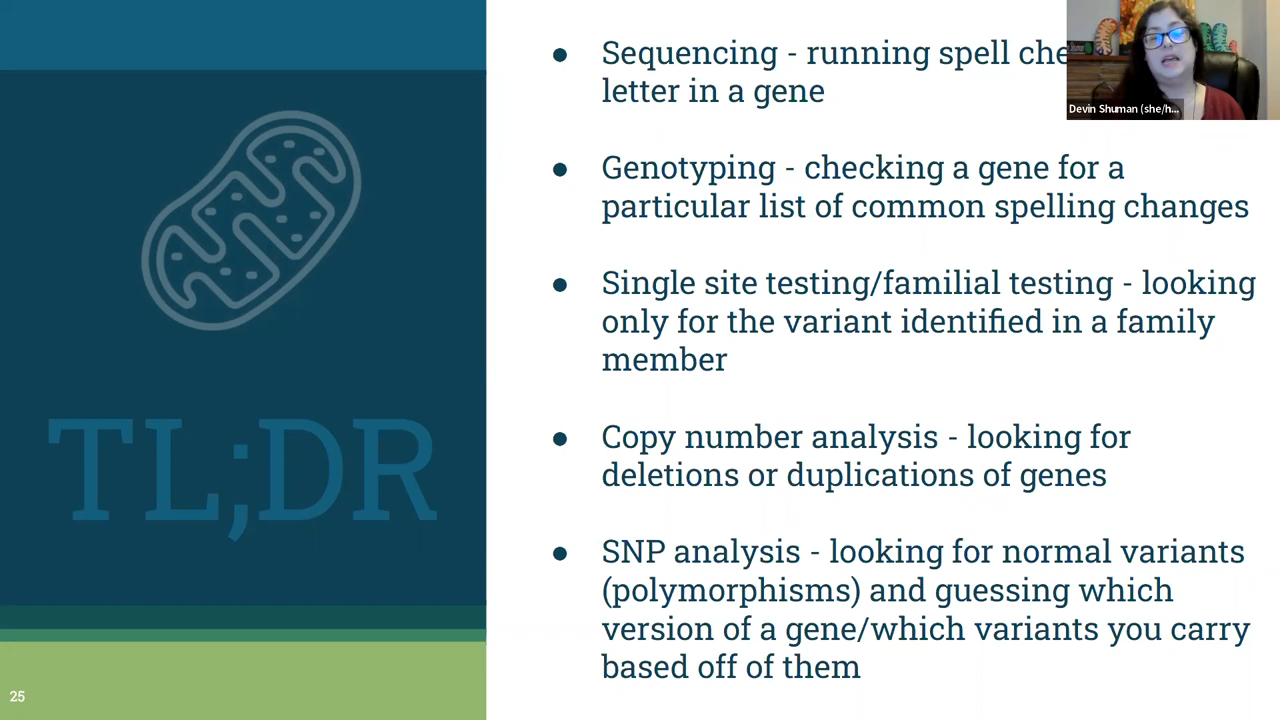 ● Sequencing - running spell che
letter in a gene
● Genotyping - checking a gene for a
particular list of common spelling changes
● Single site testing/familial testing - looking
only for the variant identified in a family
member
● Copy number analysis - looking for
deletions or duplications of genes
● SNP analysis - looking for normal variants
(polymorphisms) and guessing which
version of a gene/which variants you carry
based off of them
TL;DR
25
Devin Shuman (she/h...